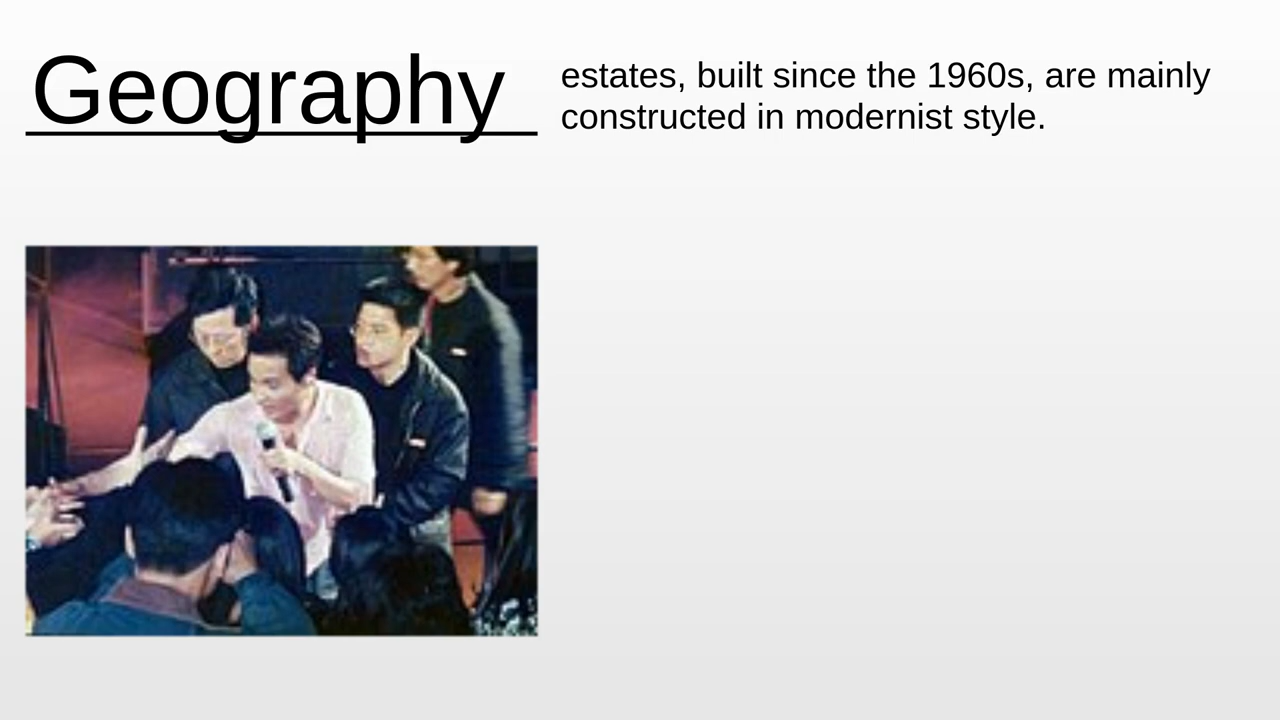 Geography
estates, built since the 1960s, are mainly
constructed in modernist style.